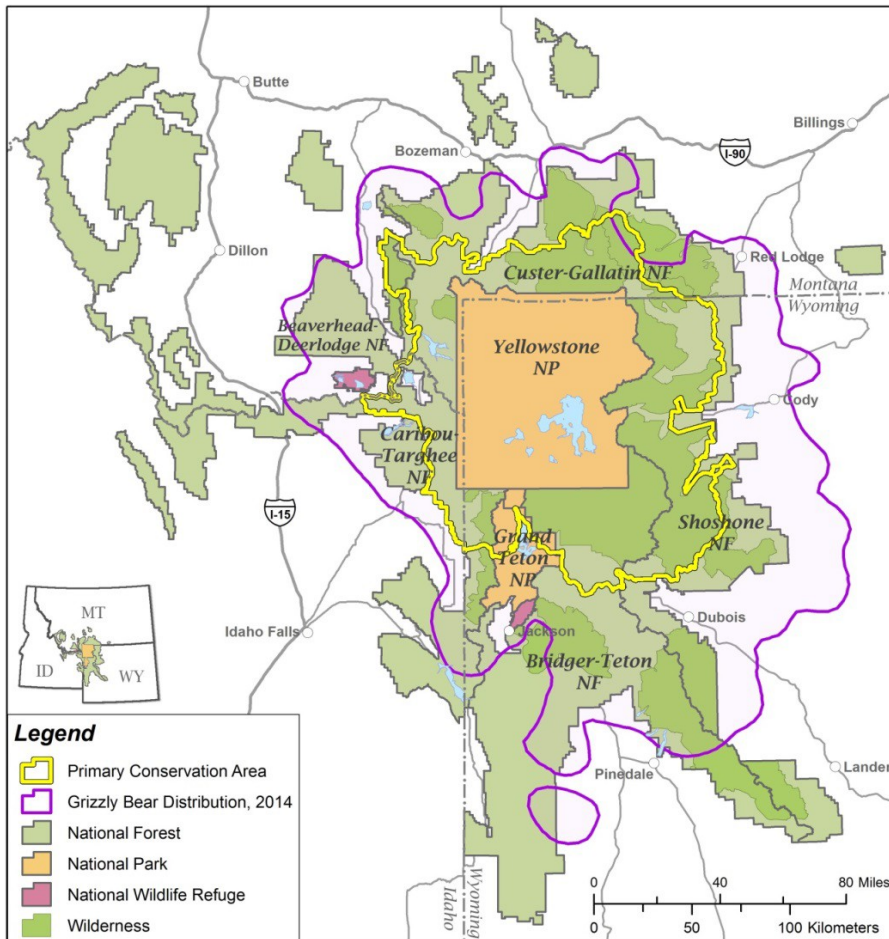 Butte
Billings
I-90
Bozeman
Dillon
Red Lodge
Custer-Gallatin NF
Montana
Wyoming
Beaverhead-
Deerlodge NF
Yellowstone
NP
Cody
Caribou-
Targhee
NF
I-15
Shoshone
NF
Grand
Teton
NP
Dubois
Idaho Falls
Jackson
MT
ID
WY
Bridger-Teton
NF
Legend
Primary Conservation Area
Grizzly Bear Distribution, 2014
National Forest
National Park
National Wildlife Refuge
Wilderness
Pinedale
Lander
Wyoming
Idaho
0 40 80 Miles
0 50 100 Kilometers